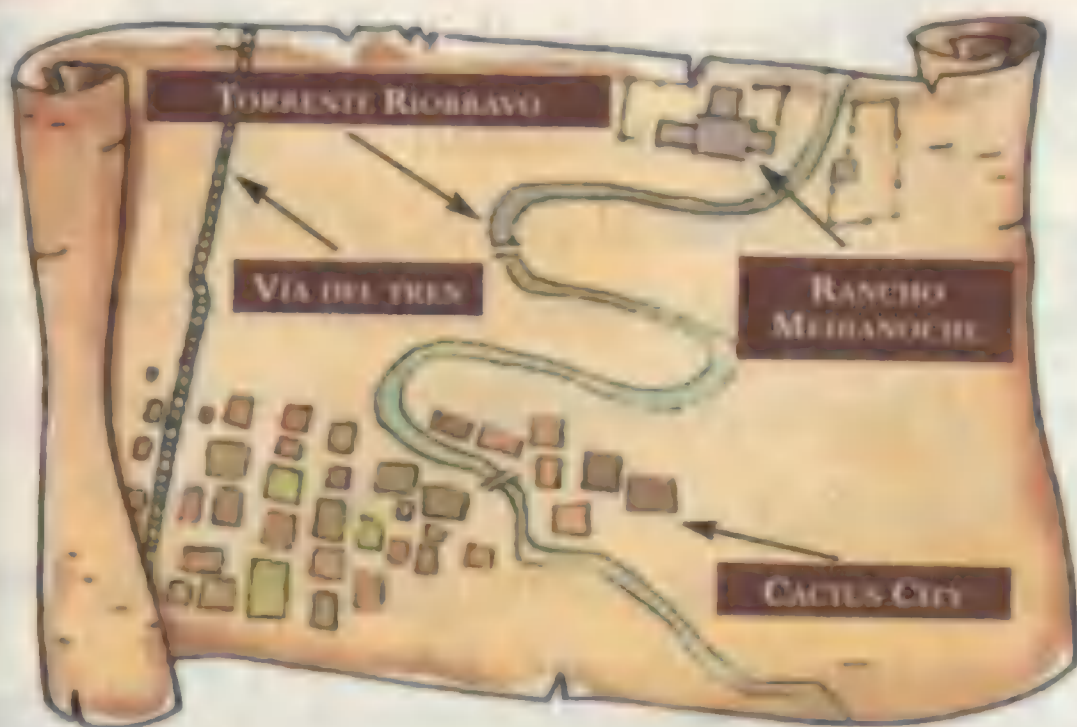 TORRENTE RIOBRAVO
VÍA DEL TREN
RANCHO
MEDIANOCHE
CACTUS CITY